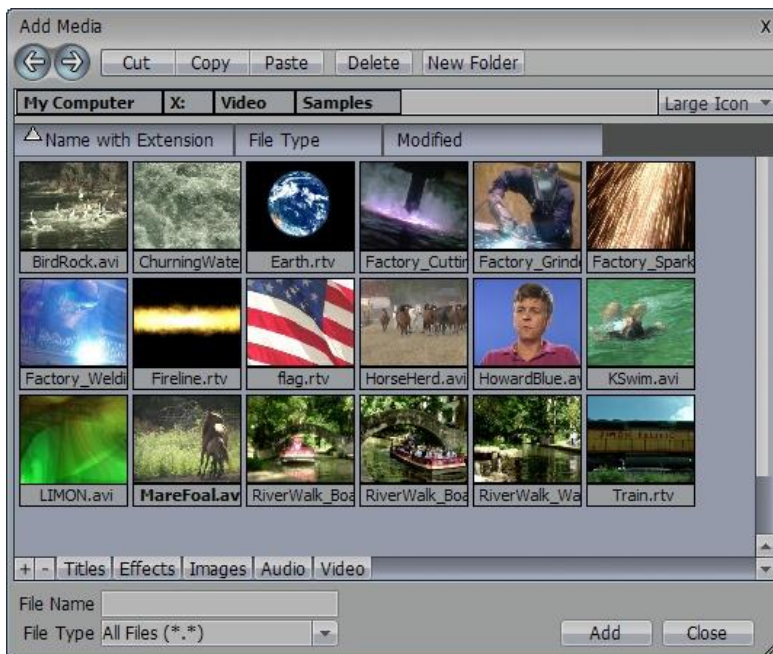 Add Media X
Cut Copy Paste Delete New Folder
My Computer X: Video Samples Large Icon
Name with Extension File Type Modified
BirdRock.avi ChurningWate Earth.rtv Factory_Cuttin Factory_Grinde Factory_Spark
Factory_Weldi Fireline.rtv flag.rtv HorseHerd.avi HowardBlue.av KSwim.avi
LIMON.avi MareFoal.av RiverWalk_Boa RiverWalk_Boa RiverWalk_Wa Train.rtv
+ - Titles Effects Images Audio Video
File Name
File Type All Files (*.*) Add Close